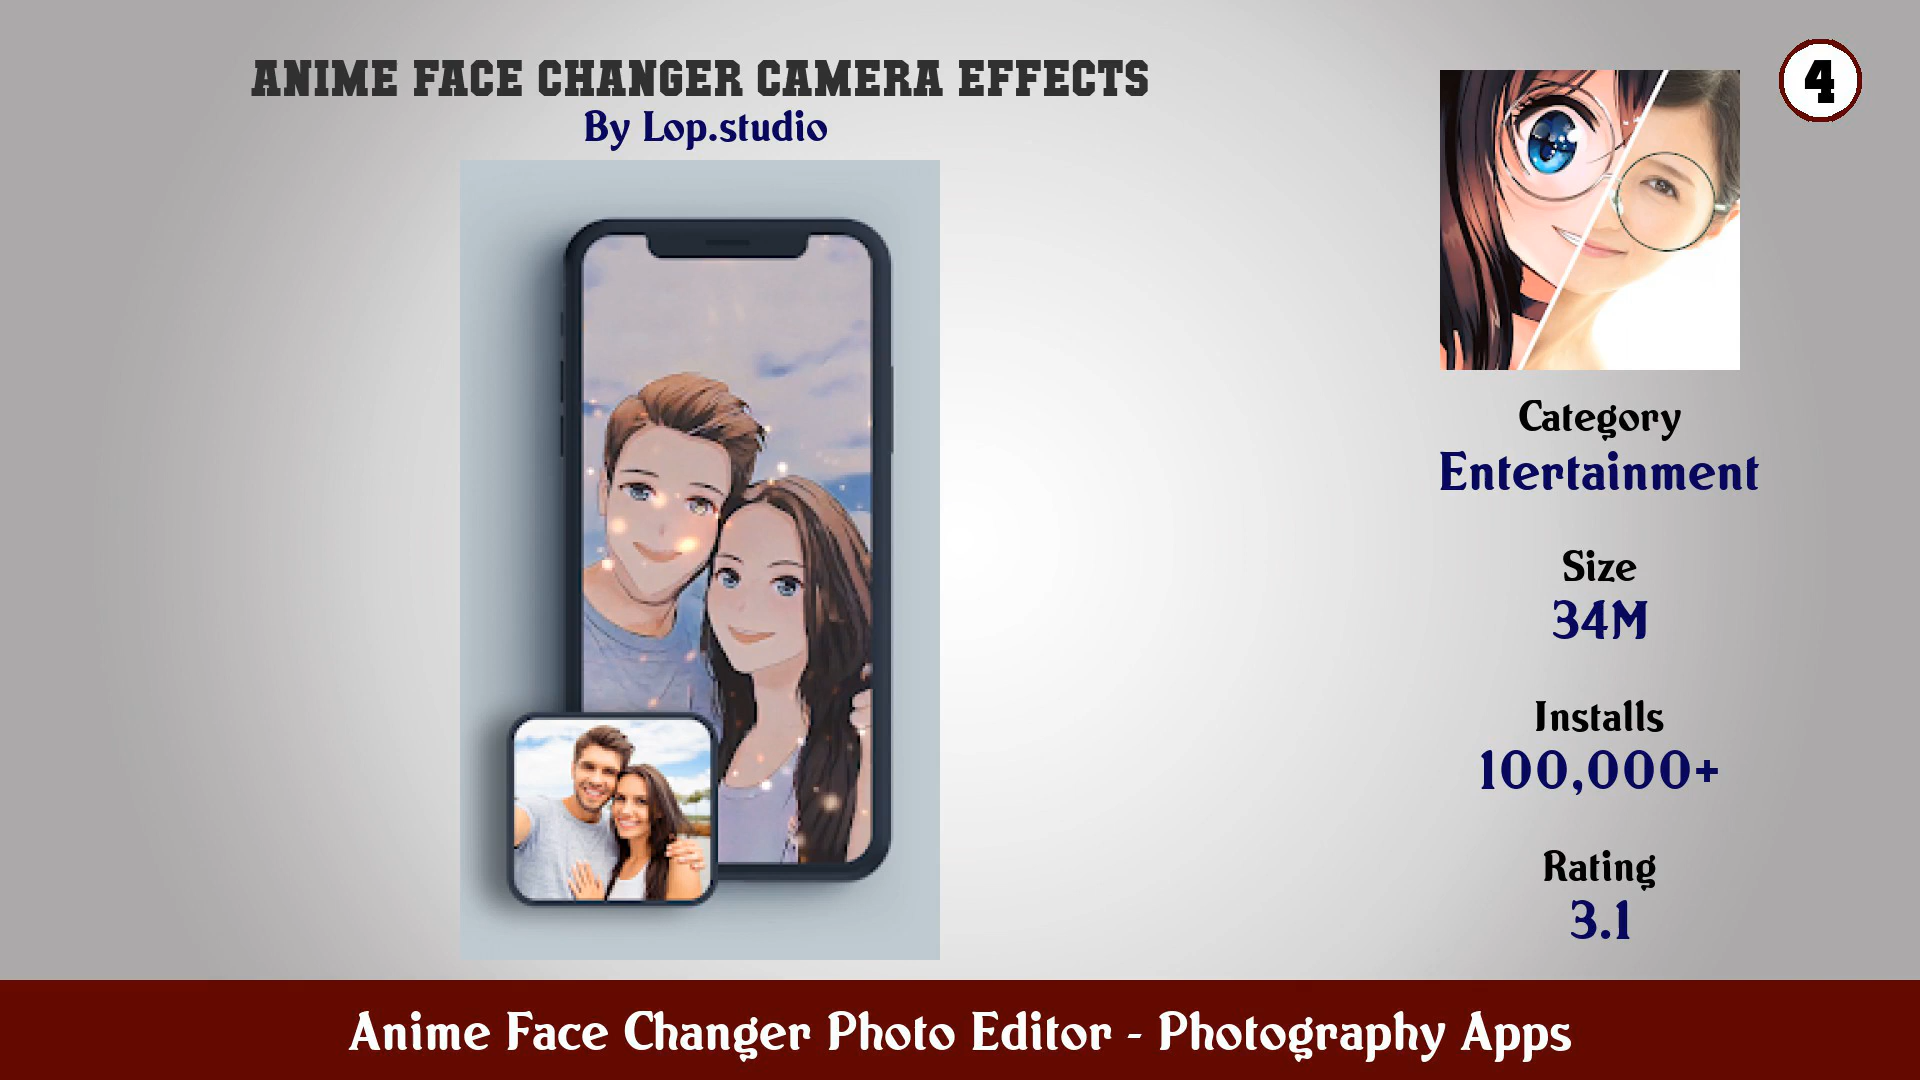 ANIME FACE CHANGER CAMERA EFFECTS
By Lop.studio
4
Category
Entertainment
Size
34M
Installs
100,000+
Rating
3.1
Anime Face Changer Photo Editor - Photography Apps